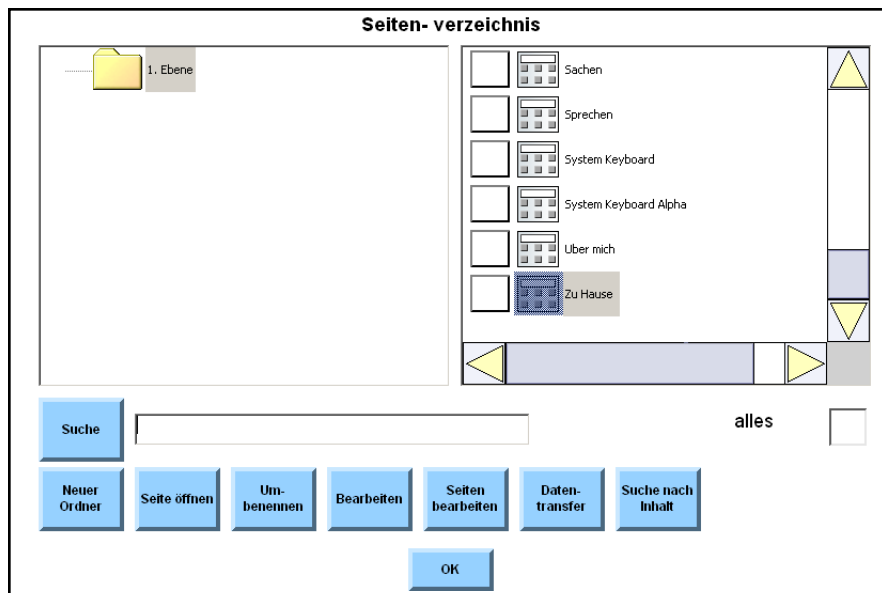 Seiten- verzeichnis
1. Ebene
Sachen
Sprechen
System Keyboard
System Keyboard Alpha
Uber mich
Zu Hause
Suche
alles
Neuer
Ordner
Seite öffnen
Um-
benennen
Bearbeiten
Seiten
bearbeiten
Daten-
transfer
Suche nach
Inhalt
OK